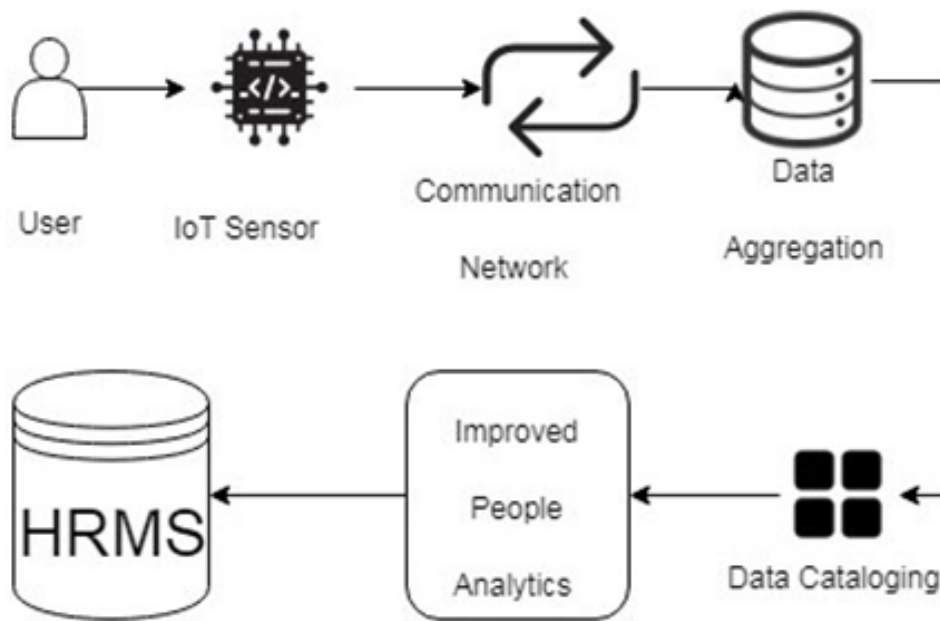 User
IoT Sensor
</>
Communication
Network
Data
Aggregation
HRMS
Improved
People
Analytics
Data Cataloging